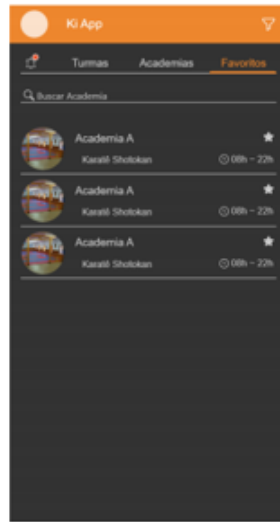 Ki App
Turmas Academias Favoritos
Buscar Academia
Academia A
Karatê Shotokan 08h - 22h
Academia A
Karatê Shotokan 08h - 22h
Academia A
Karatê Shotokan 08h - 22h